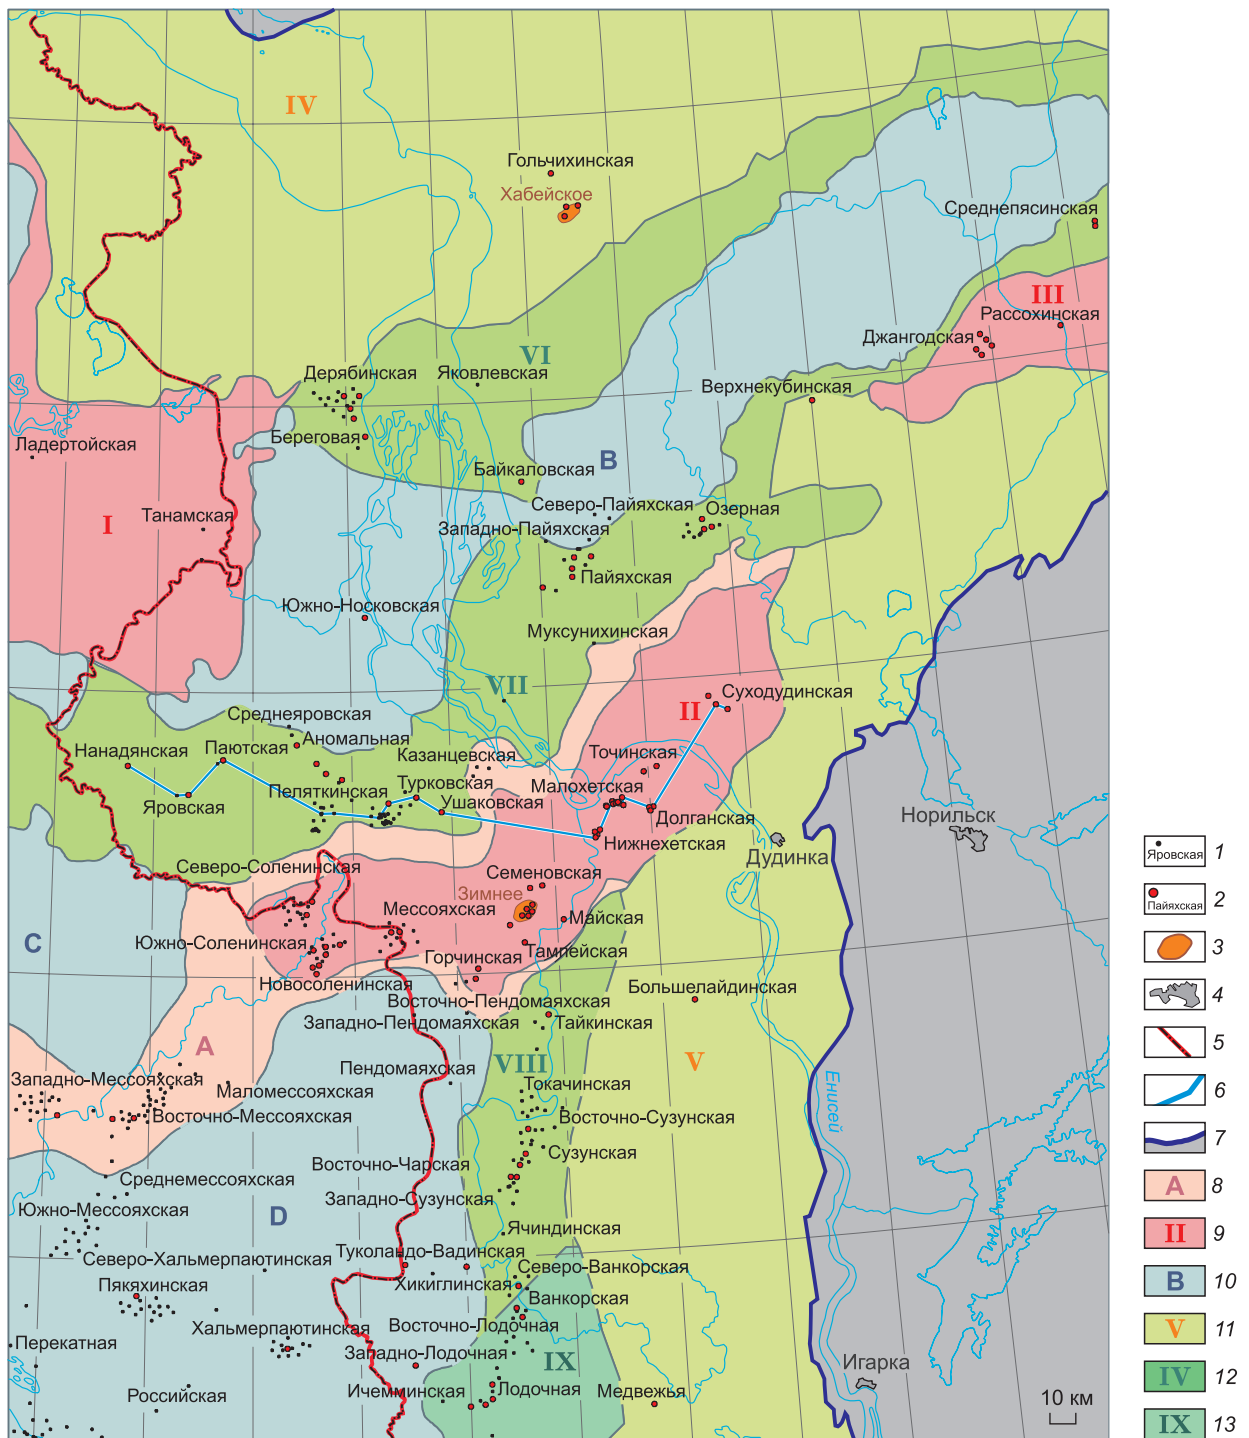 IV
Гольчихинская
Хабейское
Среднепясинская
III
Рассохинская
Джангодская
VI
Дерябинская
Яковлевская
Верхнекубинская
Береговая
Ладертойская
Байкаловская
B
Северо-Пайяхская
Озерная
I
Танамская
Западно-Пайяхская
Пайяхская
Южно-Носковская
Муксунихинская
VII
II
Суходудинская
Среднеяровская
Нанадянская
Паютская
Аномальная
Казанцевская
Точинская
Пеляткинская
Турковская
Малохетская
Яровская
Ушаковская
Долганская
Норильск
Нижнехетская
Дудинка
Северо-Соленинская
Семеновская
Зимнее
Мессояхская
Майская
C
Южно-Соленинская
Тампейская
Горчинская
Новосоленинская
Большелайдинская
Восточно-Пендомаяхская
Западно-Пендомаяхская
Тайкинская
A
VIII
V
Пендомаяхская
Западно-Мессояхская
Маломессояхская
Токачинская
Восточно-Мессояхская
Восточно-Сузунская
Енисей
Сузунская
Восточно-Чарская
Среднемессояхская
Западно-Сузунская
Южно-Мессояхская
D
Ячиндинская
Северо-Хальмерпаютинская
Туколандо-Вадинская
Северо-Ванкорская
Пякяхинская
Хикиглинская
Ванкорская
Хальмерпаютинская
Восточно-Лодочная
Перекатная
Западно-Лодочная
IX
Игарка
Российская
Ичемминская
Лодочная
Медвежья
10 км
Яровская 1
Пайяхская 2
3
4
5
6
7
A 8
II 9
B 10
V 11
IV 12
IX 13